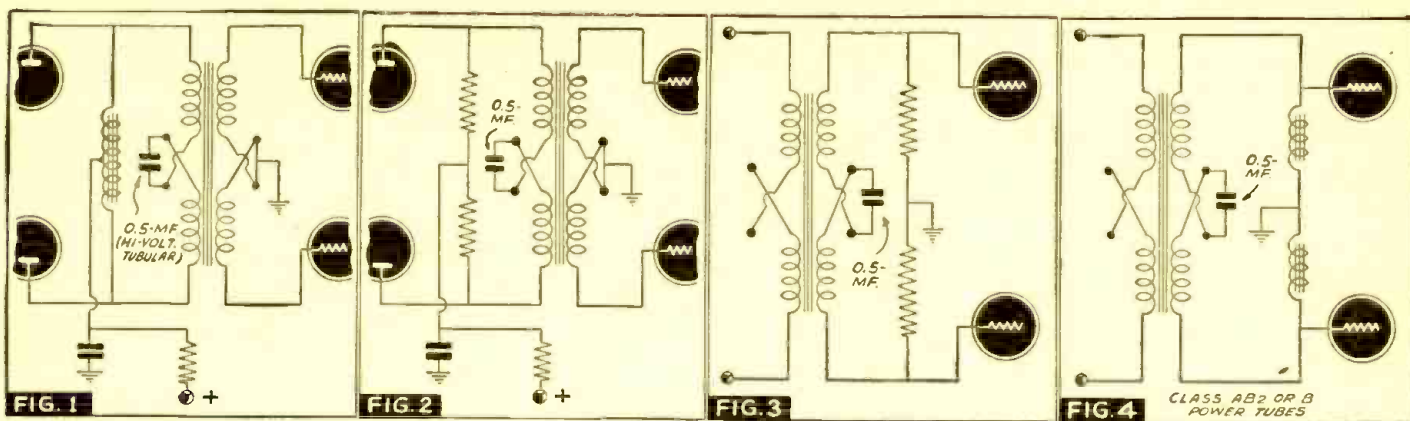 0.5-MF.
(HI-VOLT.
TUBULAR)
+
FIG. 1
0.5-
MF.
+
FIG. 2
0.5-
MF.
FIG. 3
0.5-
MF.
CLASS AB2 OR B
POWER TUBES
FIG. 4